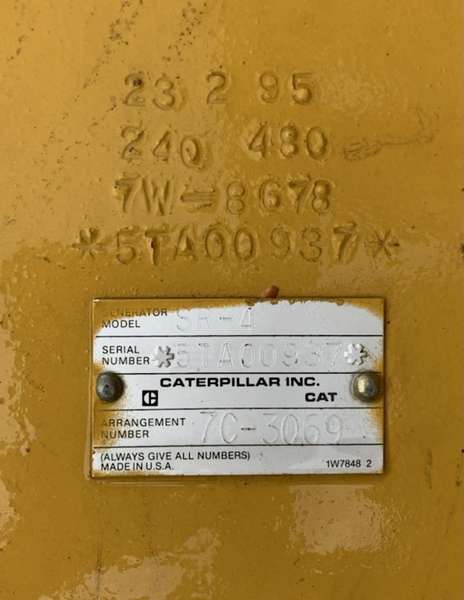 23 2 95
240 480
7W=8678
*5TA00937*
GENERATOR
MODEL SR-4
SERIAL
NUMBER *5TA00937*
CATERPILLAR INC.
C CAT
ARRANGEMENT
NUMBER 7C-3069
(ALWAYS GIVE ALL NUMBERS)
MADE IN U.S.A. 1W7848 2